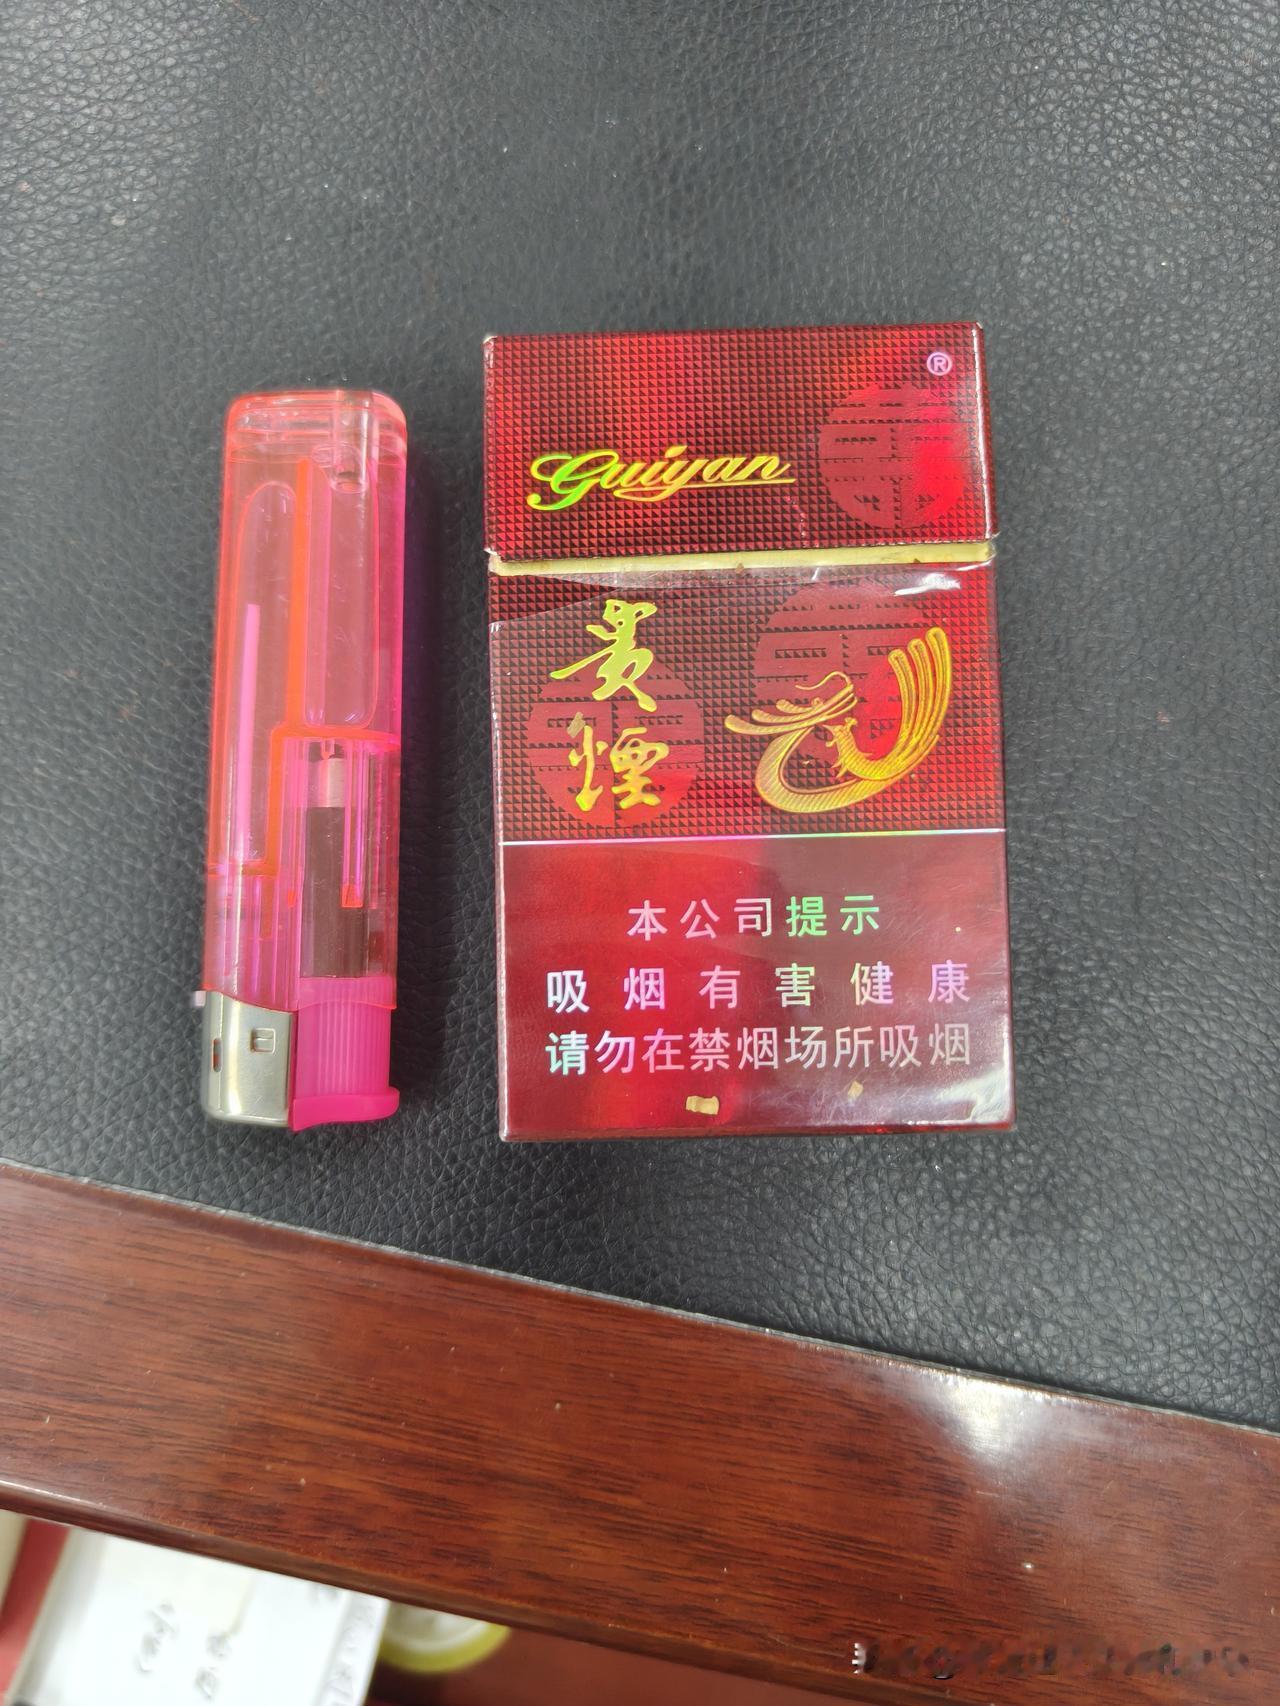 ®
Guiyan
貴
煙
本公司提示
吸烟有害健康
请勿在禁烟场所吸烟